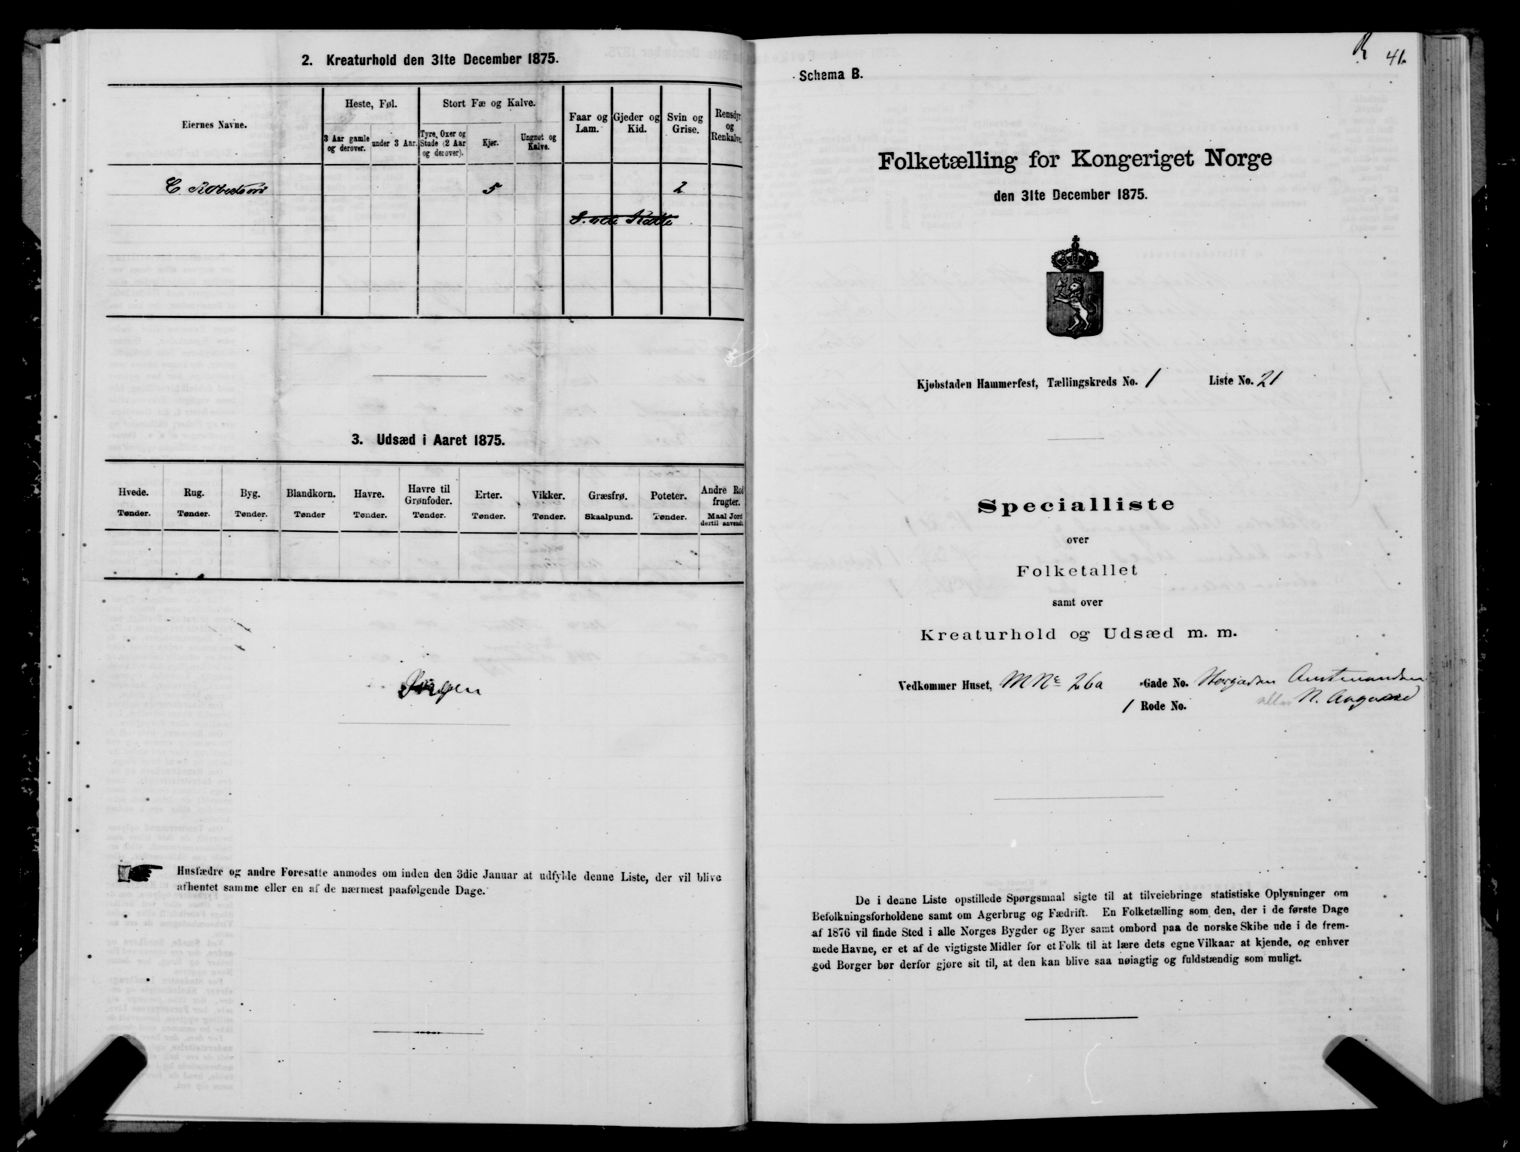 2. Kreaturhold den 31te December 1875.
Eiernes Navne.
Heste, Føl.
Stort Fæ og Kalve.
Faar og Lam.
Gjeder og Kid.
Svin og Grise.
Rensdyr og Renkalve.
3 Aar gamle og derover.
under 3 Aar.
Tyre, Oxer og Stude (2 Aar og derover).
Kjør.
Ungnøt og Kalve.
C. Robertson 5 2
3. Udsæd i Aaret 1875.
Hvede. Rug. Byg. Blandkorn. Havre. Havre til Grønfoder. Erter. Vikker. Græsfrø. Poteter. Andre Rod frugter.
Tønder. Tønder. Tønder. Tønder Tønder. Tønder. Tønder. Tønder. Skaalpund. Tønder. Maal Jord dertil anvendt
Husfædre og andre Foresatte anmodes om inden den 3die Januar at udfylde denne Liste, der vil blive
afhentet samme eller en af de nærmest paafølgende Dage.
41.
Schema B.
Folketælling for Kongeriget Norge
den 31te December 1875.
Kjøbstaden Hammerfest, Tællingskreds No. 1 Liste No. 21
Specialliste
over
Folketallet
samt over
Kreaturhold og Udsæd m. m.
Vedkommer Huset, M No 26a -Gade No.
1 Rode No. N. Aagaard
De i denne Liste opstillede Spørgsmaal sigte til at tilveiebringe statistiske Oplysninger om
Befolkningsforholdene samt om Agerbrug og Fædrift. En Folketælling som den, der i de første Dage
af 1876 vil finde Sted i alle Norges Bygder og Byer samt ombord paa de norske Skibe ude i de frem-
mede Havne, er et af de vigtigste Midler for et Folk til at lære dets egne Vilkaar at kjende, og enhver
god Borger bør derfor gjøre sit til, at den kan blive saa nøiagtig og fuldstændig som muligt.